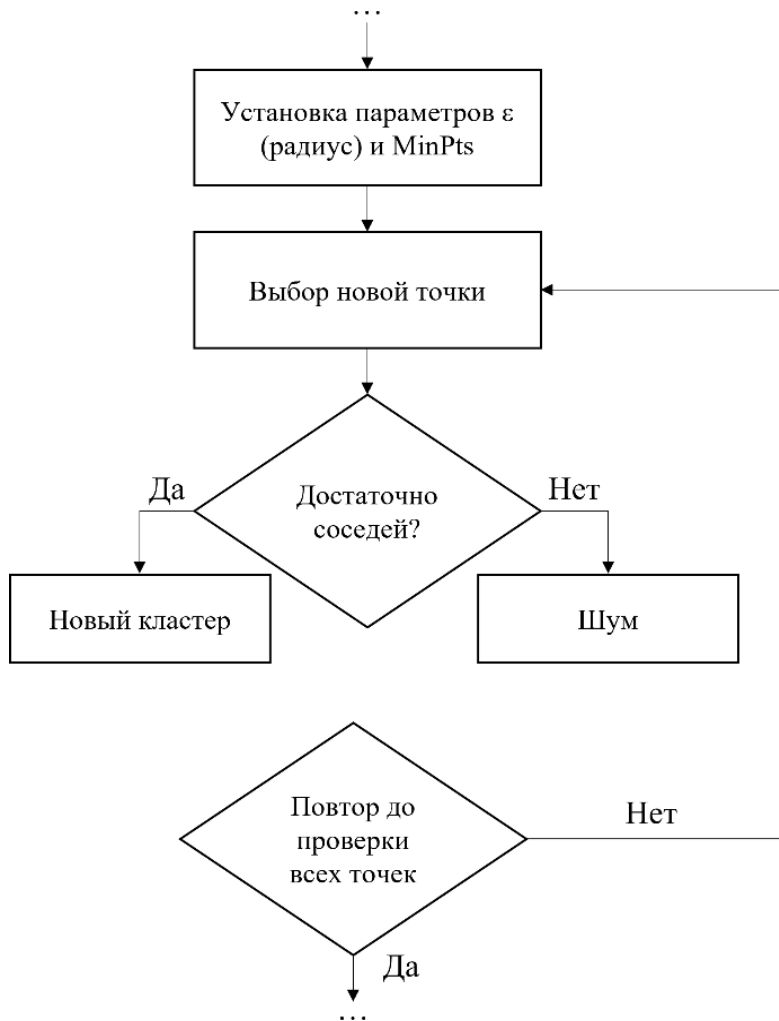 ...
Установка параметров ε
(радиус) и MinPts
Выбор новой точки
Да
Достаточно
соседей?
Нет
Новый кластер
Шум
Повтор до
проверки
всех точек
Нет
Да
...